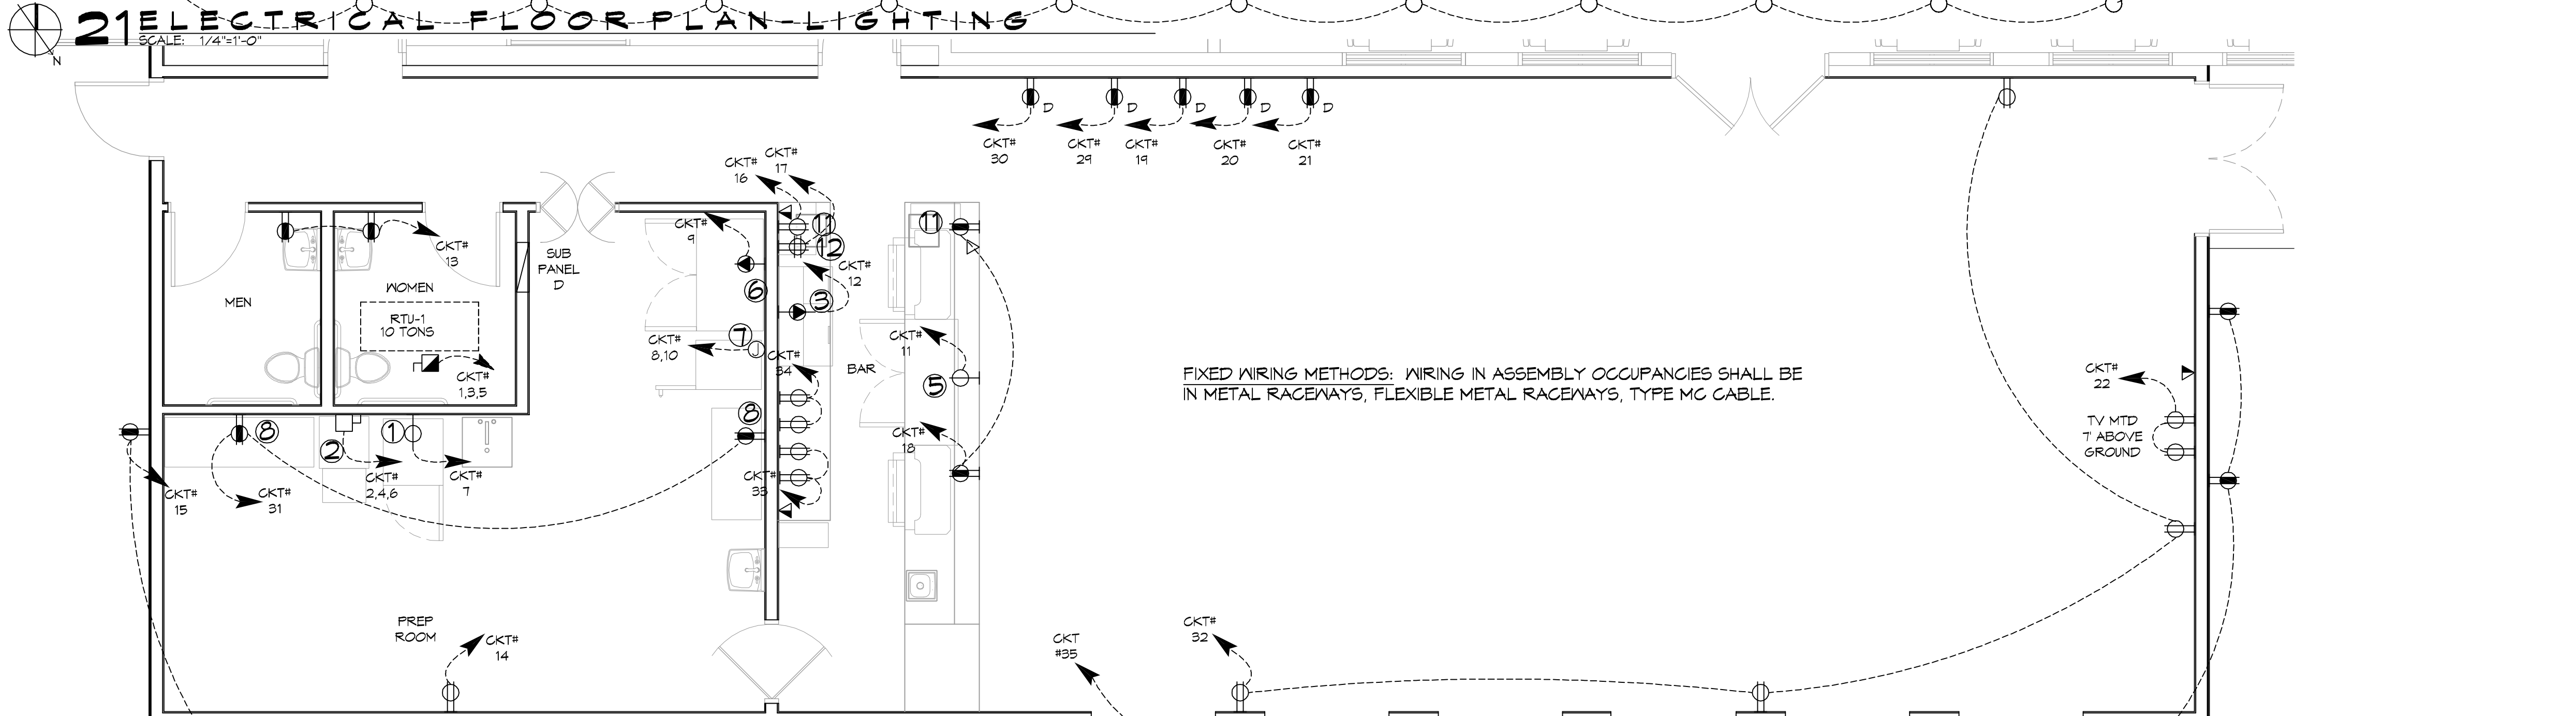 21 ELECTRICAL FLOOR PLAN-LIGHTING
SCALE: 1/4"=1'-0"
N
D
D
D
D
D
CKT#
30
CKT#
29
CKT#
19
CKT#
20
CKT#
21
CKT#
17
CKT#
16
CKT#
9
11
12
11
CKT#
13
SUB
PANEL
D
CKT#
12
MEN
WOMEN
6
3
RTU-1
10 TONS
7
J
CKT#
8,10
CKT#
11
CKT#
34
BAR
CKT#
1,3,5
5
FIXED WIRING METHODS: WIRING IN ASSEMBLY OCCUPANCIES SHALL BE
IN METAL RACEWAYS, FLEXIBLE METAL RACEWAYS, TYPE MC CABLE.
CKT#
22
TV MTD
7' ABOVE
GROUND
8
8
2
1
CKT#
18
CKT#
15
CKT#
31
CKT#
2,4,6
CKT#
7
CKT#
33
PREP
ROOM
CKT#
14
CKT
#35
CKT#
32